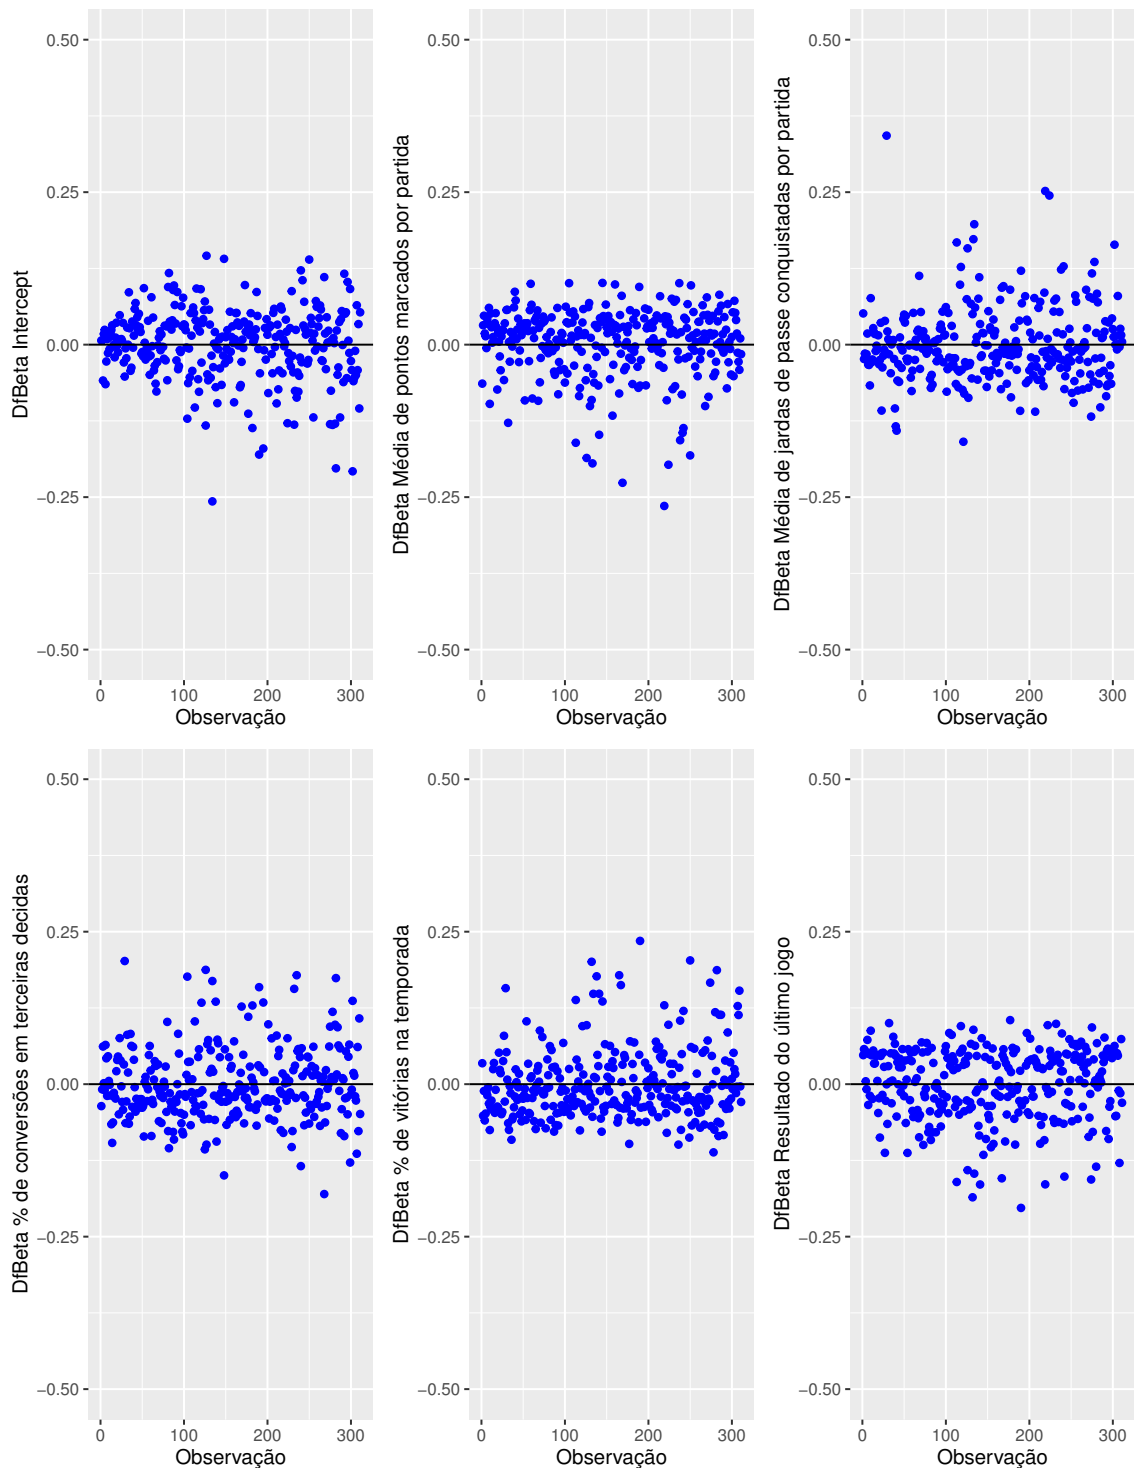 DfBeta Intercept
0.50
0.25
0.00
−0.25
−0.50
0 100 200 300
Observação
DfBeta Média de pontos marcados por partida
0.50
0.25
0.00
−0.25
−0.50
0 100 200 300
Observação
DfBeta Média de jardas de passe conquistadas por partida
0.50
0.25
0.00
−0.25
−0.50
0 100 200 300
Observação
DfBeta % de conversões em terceiras decidas
0.50
0.25
0.00
−0.25
−0.50
0 100 200 300
Observação
DfBeta % de vitórias na temporada
0.50
0.25
0.00
−0.25
−0.50
0 100 200 300
Observação
DfBeta Resultado do último jogo
0.50
0.25
0.00
−0.25
−0.50
0 100 200 300
Observação